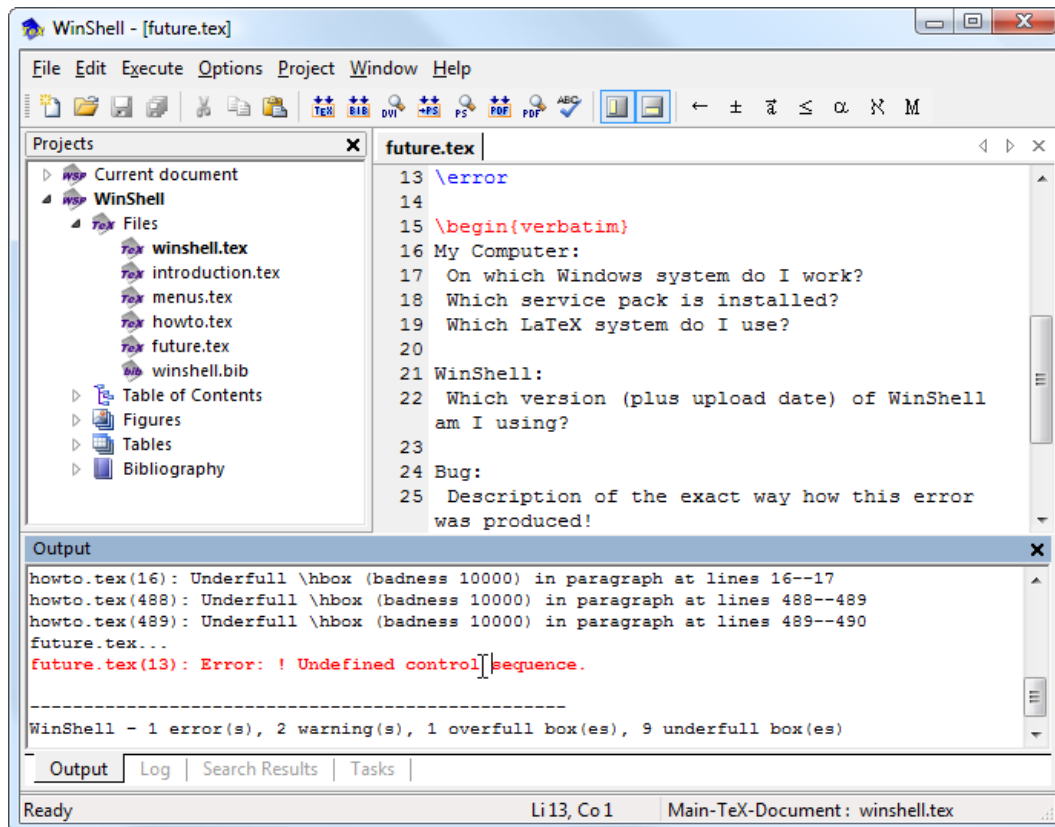 WinShell - [future.tex]
File Edit Execute Options Project Window Help
TEX BIB DVI →PS PS PDF PDF ABC ← ± a⃗ ≤ α ℵ M
Projects
Current document
WinShell
Files
winshell.tex
introduction.tex
menus.tex
howto.tex
future.tex
winshell.bib
Table of Contents
Figures
Tables
Bibliography
future.tex
13 \error
14
15 \begin{verbatim}
16 My Computer:
17 On which Windows system do I work?
18 Which service pack is installed?
19 Which LaTeX system do I use?
20
21 WinShell:
22 Which version (plus upload date) of WinShell
am I using?
23
24 Bug:
25 Description of the exact way how this error
was produced!
Output
howto.tex(16): Underfull \hbox (badness 10000) in paragraph at lines 16--17
howto.tex(488): Underfull \hbox (badness 10000) in paragraph at lines 488--489
howto.tex(489): Underfull \hbox (badness 10000) in paragraph at lines 489--490
future.tex...
future.tex(13): Error: ! Undefined control sequence.
--------------------------------------------------
WinShell - 1 error(s), 2 warning(s), 1 overfull box(es), 9 underfull box(es)
Output Log Search Results Tasks
Ready Li 13, Co 1 Main-TeX-Document : winshell.tex